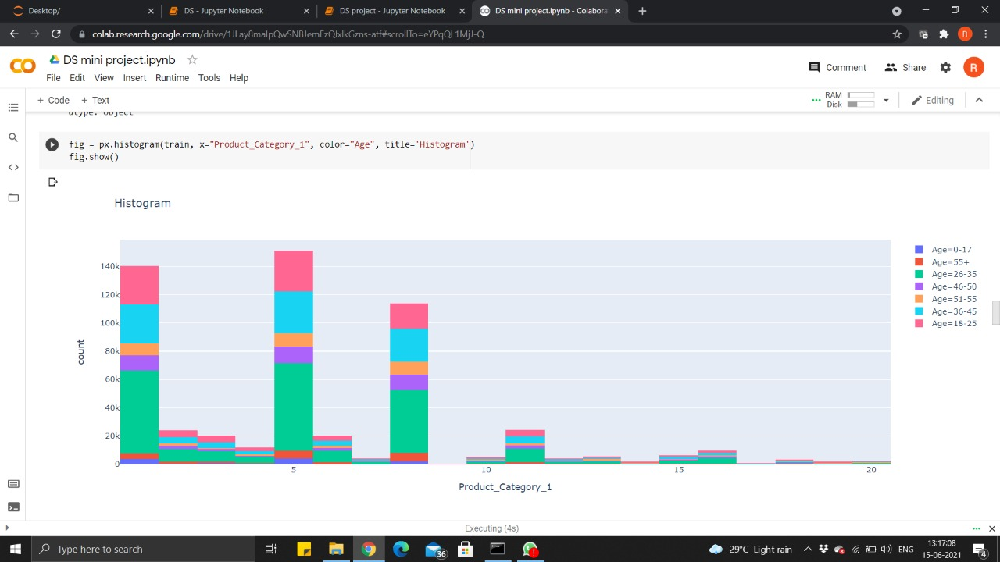 Desktop/
DS - Jupyter Notebook
DS project - Jupyter Notebook
DS mini project.ipynb - Colabora
colab.research.google.com/drive/1JLay8malpQwSNBJemFzQlxlkGzns-atf#scrollTo=eYPqQL1MjJ-Q
R
DS mini project.ipynb
Comment
Share
R
File Edit View Insert Runtime Tools Help
+ Code + Text
RAM
Disk
Editing
dtype: object
fig = px.histogram(train, x="Product_Category_1", color="Age", title='Histogram')
fig.show()
Histogram
140k
120k
100k
80k
60k
40k
20k
0
count
5 10 15 20
Product_Category_1
Age=0-17
Age=55+
Age=26-35
Age=46-50
Age=51-55
Age=36-45
Age=18-25
Executing (4s)
Type here to search
36
29°C Light rain
ENG
13:17:08
15-06-2021
4